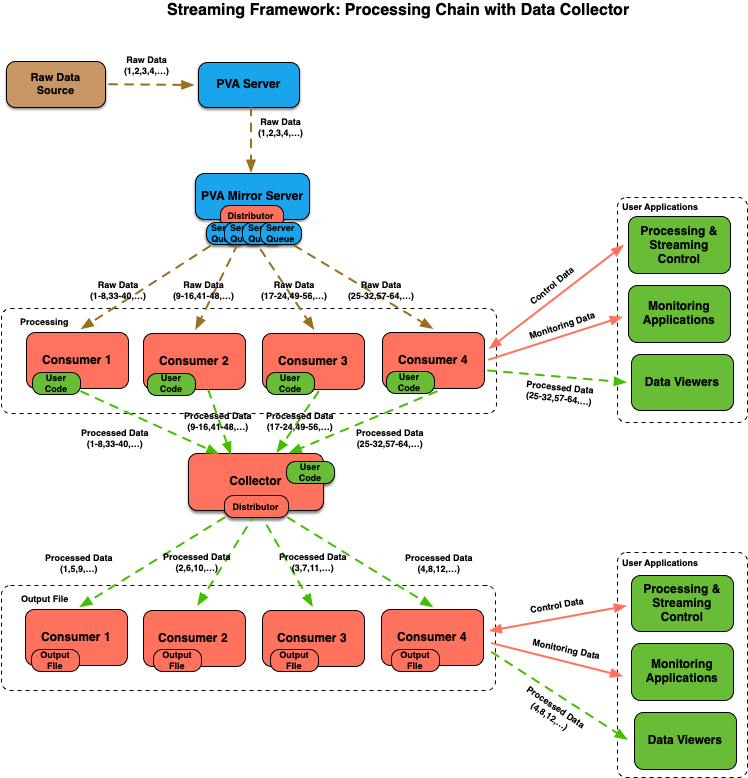 Streaming Framework: Processing Chain with Data Collector
Raw Data
Source
Raw Data
(1,2,3,4,...)
PVA Server
Raw Data
(1,2,3,4,...)
PVA Mirror Server
Distributor
Ser
Qu
Se
Qu
Se
Qu
Server
Queue
Raw Data
(1-8,33-40,...)
Raw Data
(9-16,41-48,...)
Raw Data
(17-24,49-56,...)
Raw Data
(25-32,57-64,...)
Processing
Consumer 1
User
Code
Consumer 2
User
Code
Consumer 3
User
Code
Consumer 4
User
Code
Control Data
Monitoring Data
Processed Data
(25-32,57-64,...)
User Applications
Processing &
Streaming
Control
Monitoring
Applications
Data Viewers
Processed Data
(1-8,33-40,...)
Processed Data
(9-16,41-48,...)
Processed Data
(17-24,49-56,...)
Processed Data
(25-32,57-64,...)
Collector
User
Code
Distributor
Processed Data
(1,5,9,...)
Processed Data
(2,6,10,...)
Processed Data
(3,7,11,...)
Processed Data
(4,8,12,...)
Output File
Consumer 1
Output
FIle
Consumer 2
Output
FIle
Consumer 3
Output
FIle
Consumer 4
Output
FIle
Control Data
Monitoring Data
Processed Data
(4,8,12,...)
User Applications
Processing &
Streaming
Control
Monitoring
Applications
Data Viewers